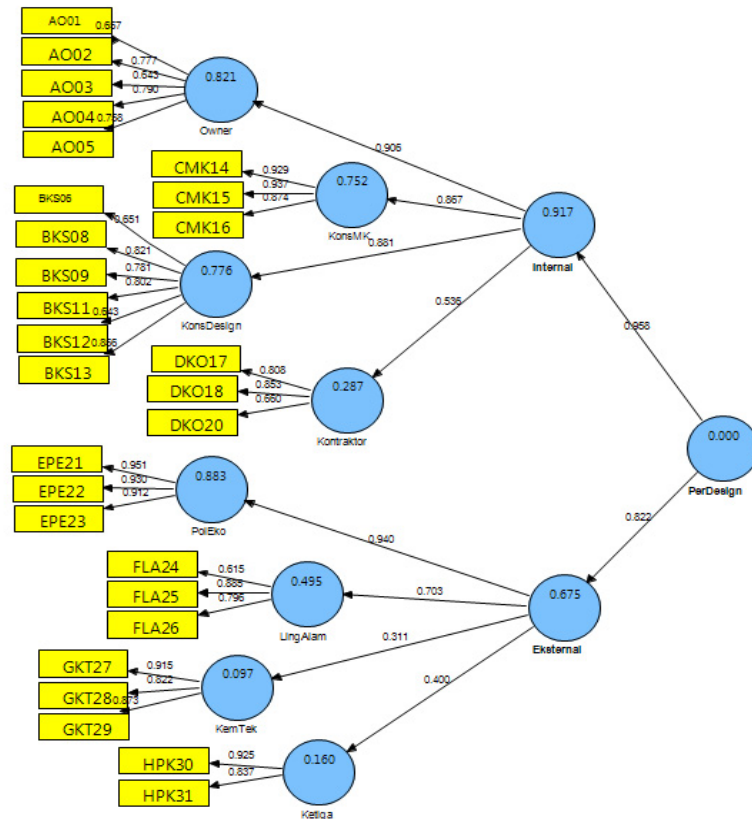 AO01
0.657
AO02
0.777
AO03
0.643
AO04
0.790
AO05
0.768
0.821
Owner
0.906
CMK14
0.929
CMK15
0.937
CMK16
0.874
0.752
KonsMK
0.867
0.917
Internal
BKS06
0.651
BKS08
0.821
BKS09
0.781
BKS11
0.802
BKS12
0.643
BKS13
0.776
KonsDesign
0.881
0.536
0.958
DKO17
0.808
DKO18
0.853
DKO20
0.660
0.287
Kontraktor
0.000
PerDesign
0.822
EPE21
0.951
EPE22
0.930
EPE23
0.912
0.883
PolEko
0.940
FLA24
0.615
FLA25
0.885
FLA26
0.796
0.495
LingAlam
0.703
0.675
Eksternal
GKT27
0.915
GKT28
0.822
GKT29
0.873
0.097
KemTek
0.311
0.400
HPK30
0.925
HPK31
0.837
0.160
Ketiga